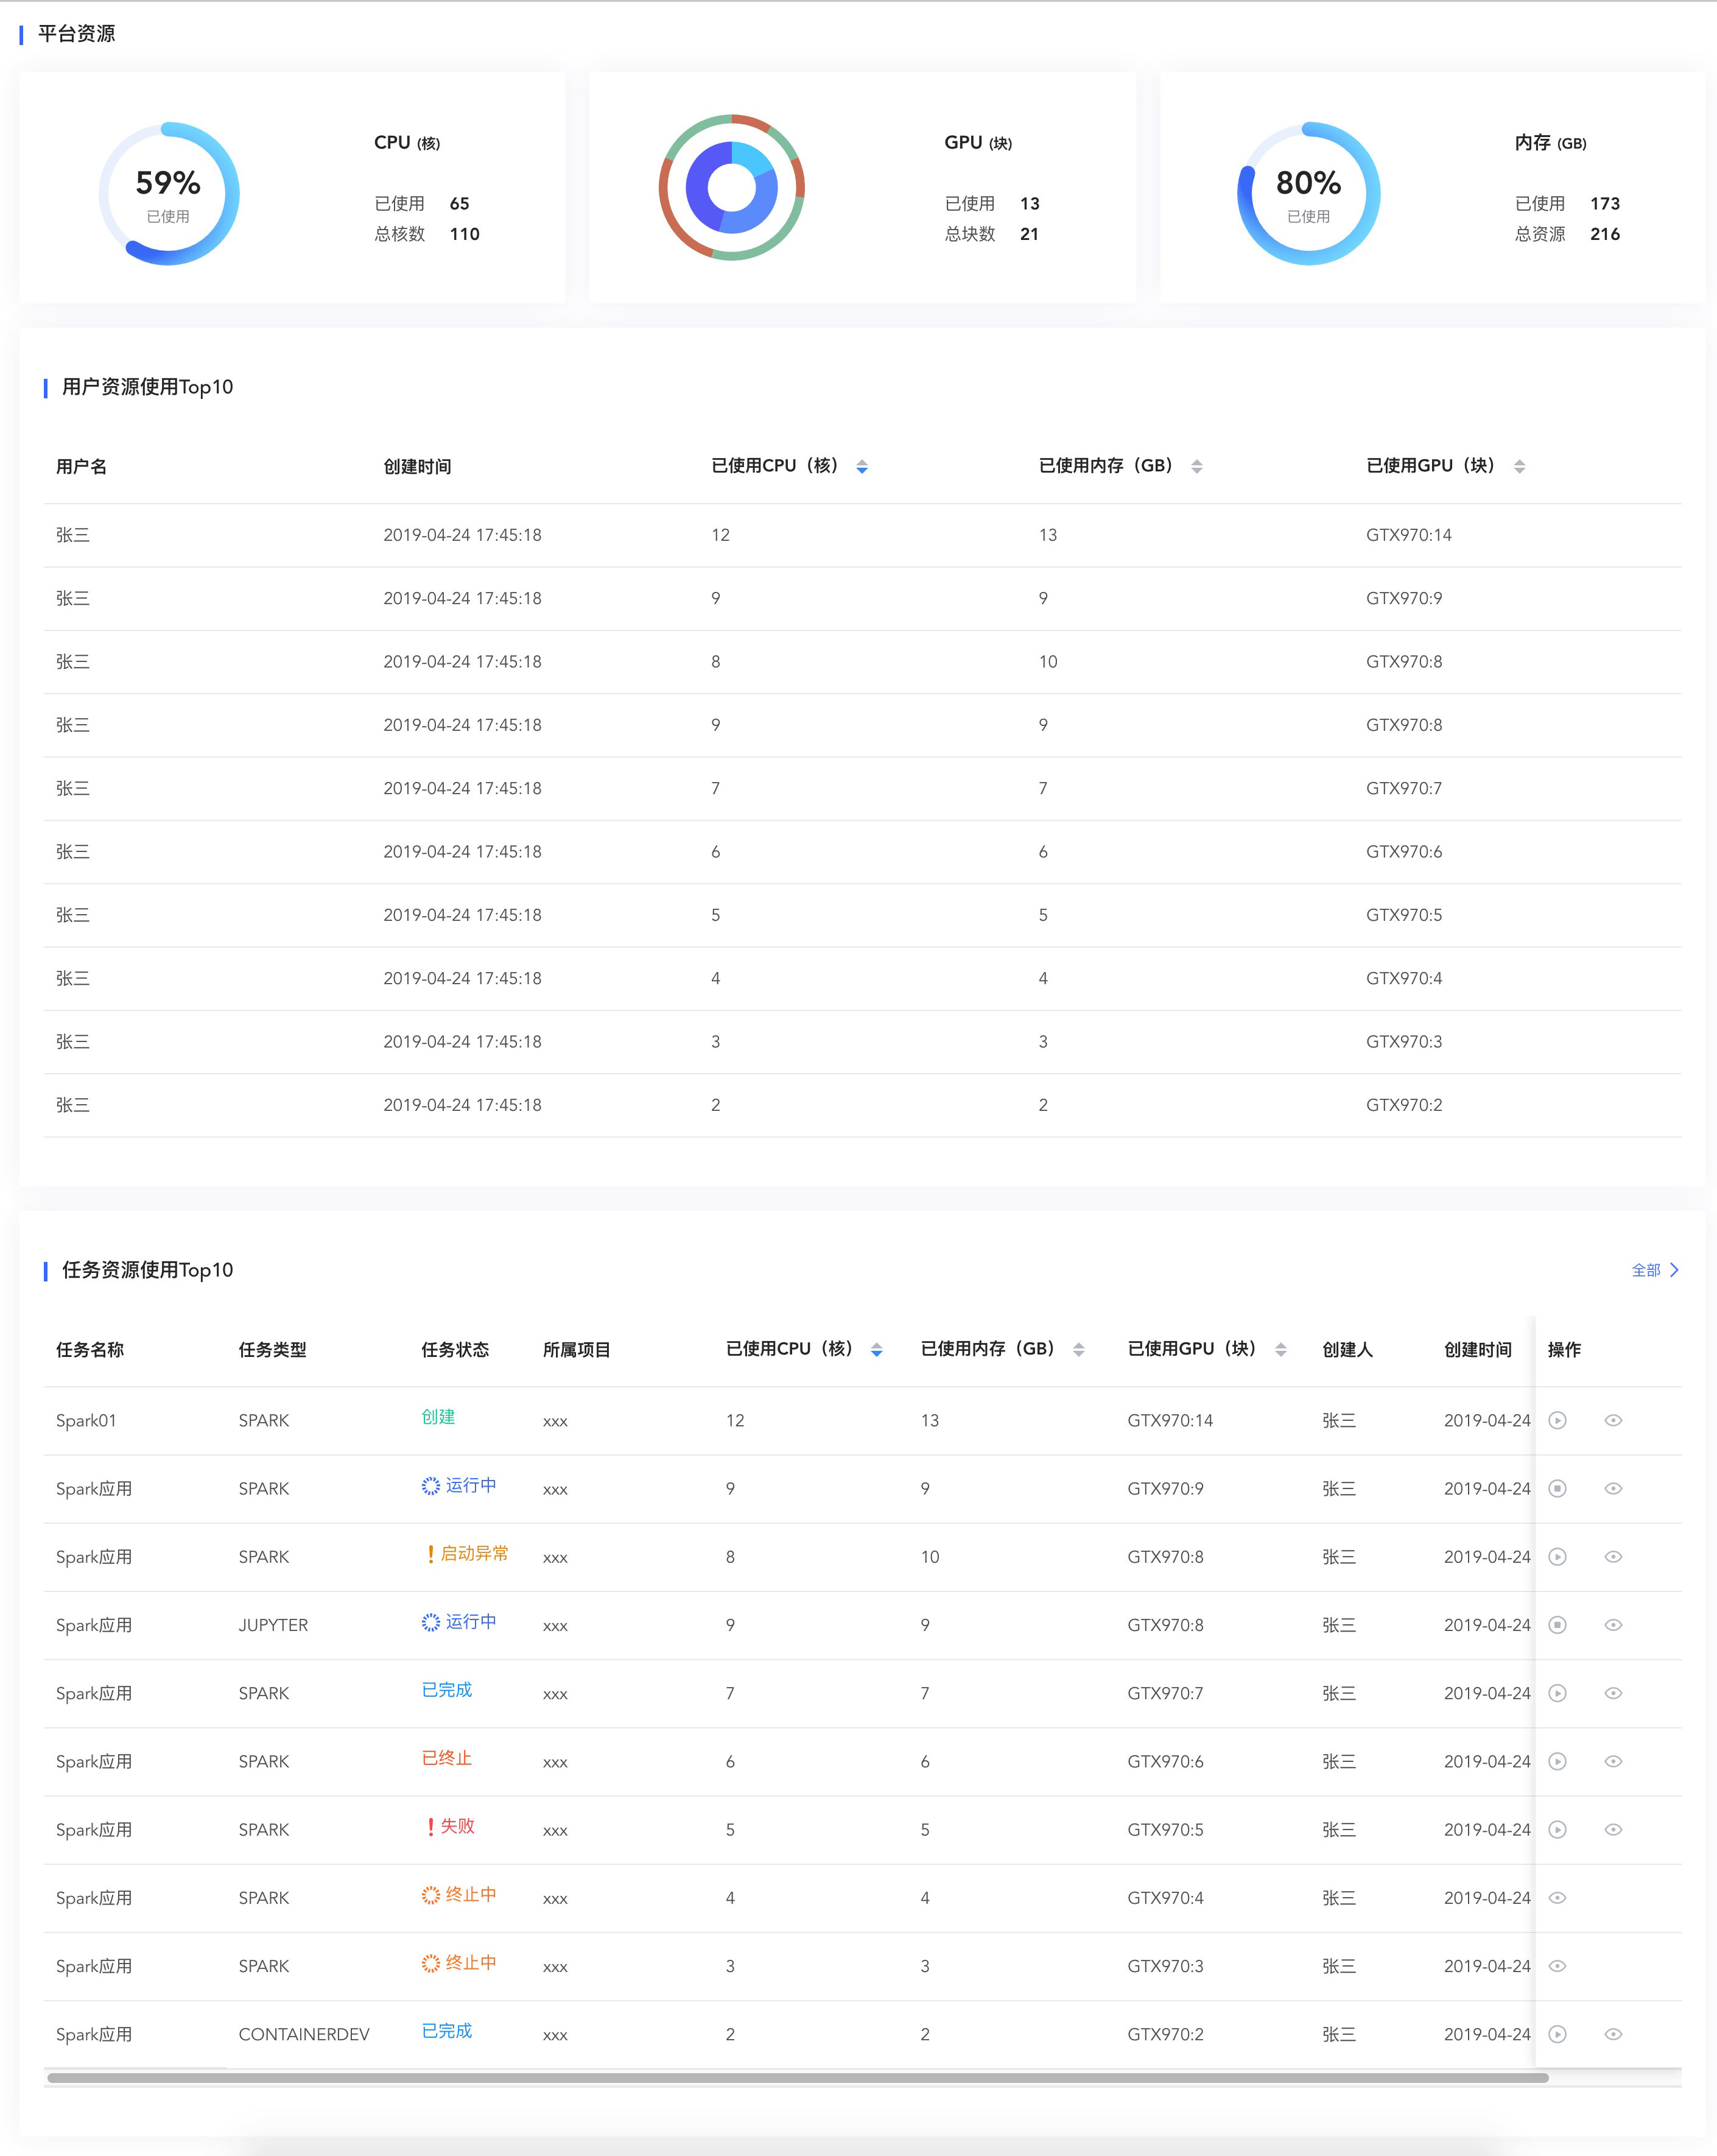 平台资源
59%
已使用
CPU (核)
已使用 65
总核数 110
GPU (块)
已使用 13
总块数 21
80%
已使用
内存 (GB)
已使用 173
总资源 216
用户资源使用Top10
用户名 创建时间 已使用CPU（核） 已使用内存（GB） 已使用GPU（块）
张三 2019-04-24 17:45:18 12 13 GTX970:14
张三 2019-04-24 17:45:18 9 9 GTX970:9
张三 2019-04-24 17:45:18 8 10 GTX970:8
张三 2019-04-24 17:45:18 9 9 GTX970:8
张三 2019-04-24 17:45:18 7 7 GTX970:7
张三 2019-04-24 17:45:18 6 6 GTX970:6
张三 2019-04-24 17:45:18 5 5 GTX970:5
张三 2019-04-24 17:45:18 4 4 GTX970:4
张三 2019-04-24 17:45:18 3 3 GTX970:3
张三 2019-04-24 17:45:18 2 2 GTX970:2
任务资源使用Top10 全部
任务名称 任务类型 任务状态 所属项目 已使用CPU（核） 已使用内存（GB） 已使用GPU（块） 创建人 创建时间 操作
Spark01 SPARK 创建 xxx 12 13 GTX970:14 张三 2019-04-24
Spark应用 SPARK 运行中 xxx 9 9 GTX970:9 张三 2019-04-24
Spark应用 SPARK 启动异常 xxx 8 10 GTX970:8 张三 2019-04-24
Spark应用 JUPYTER 运行中 xxx 9 9 GTX970:8 张三 2019-04-24
Spark应用 SPARK 已完成 xxx 7 7 GTX970:7 张三 2019-04-24
Spark应用 SPARK 已终止 xxx 6 6 GTX970:6 张三 2019-04-24
Spark应用 SPARK 失败 xxx 5 5 GTX970:5 张三 2019-04-24
Spark应用 SPARK 终止中 xxx 4 4 GTX970:4 张三 2019-04-24
Spark应用 SPARK 终止中 xxx 3 3 GTX970:3 张三 2019-04-24
Spark应用 CONTAINERDEV 已完成 xxx 2 2 GTX970:2 张三 2019-04-24